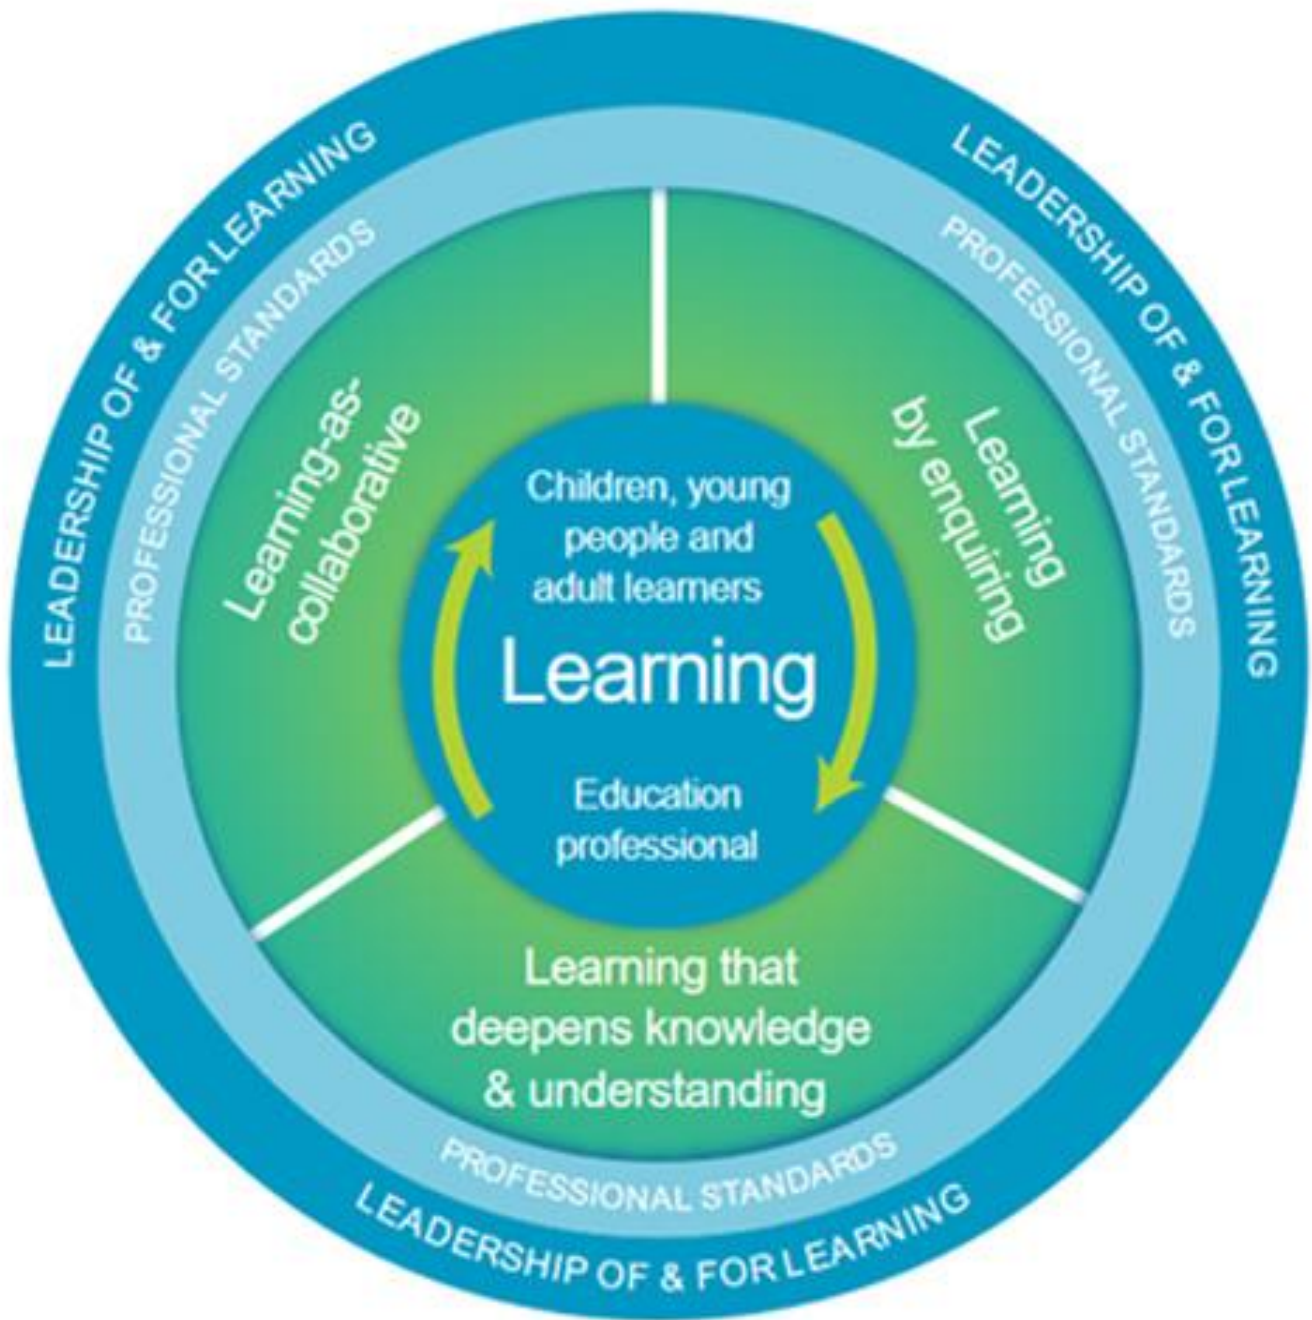 LEADERSHIP OF & FOR LEARNING
LEADERSHIP OF & FOR LEARNING
PROFESSIONAL STANDARDS
PROFESSIONAL STANDARDS
Learning-as-
collaborative
Learning
by enquiring
Children, young
people and
adult learners
Learning
Education
professional
Learning that
deepens knowledge
& understanding
PROFESSIONAL STANDARDS
LEADERSHIP OF & FOR LEARNING